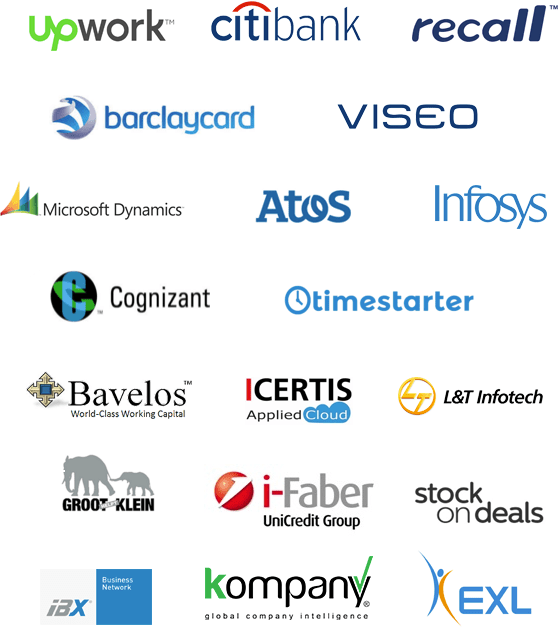 upwork™
citibank
recall™
barclaycard
VISEO
Microsoft Dynamics
Atos
Infosys
Cognizant
timestarter
Bavelos™
World-Class Working Capital
ICERTIS
Applied Cloud
L&T Infotech
GROOT KLEIN
i-Faber
UniCredit Group
stock
on deals
iBX
Business
Network
kompany®
global company intelligence
EXL